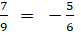 7/9 = -5/6